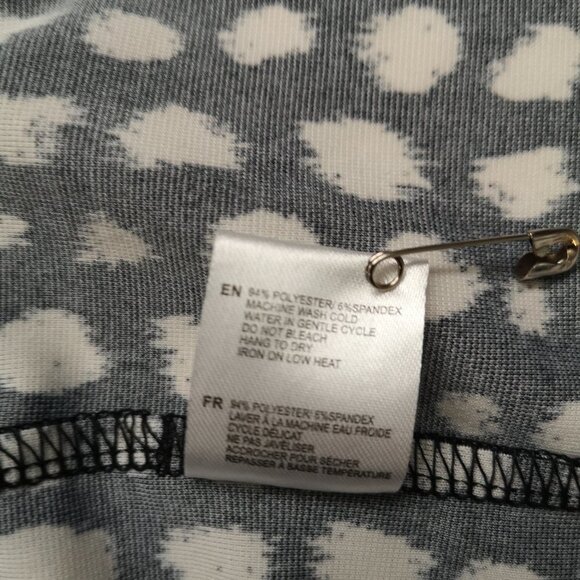 EN 94% POLYESTER/ 6%SPANDEX
MACHINE WASH COLD
WATER IN GENTLE CYCLE
DO NOT BLEACH
HANG TO DRY
IRON ON LOW HEAT
FR 94% POLYESTER/ 6%SPANDEX
LAVER À LA MACHINE EAU FROIDE
CYCLE DÉLICAT
NE PAS JAVELISER
ACCROCHER POUR SÉCHER
REPASSER À BASSE TEMPÉRATURE